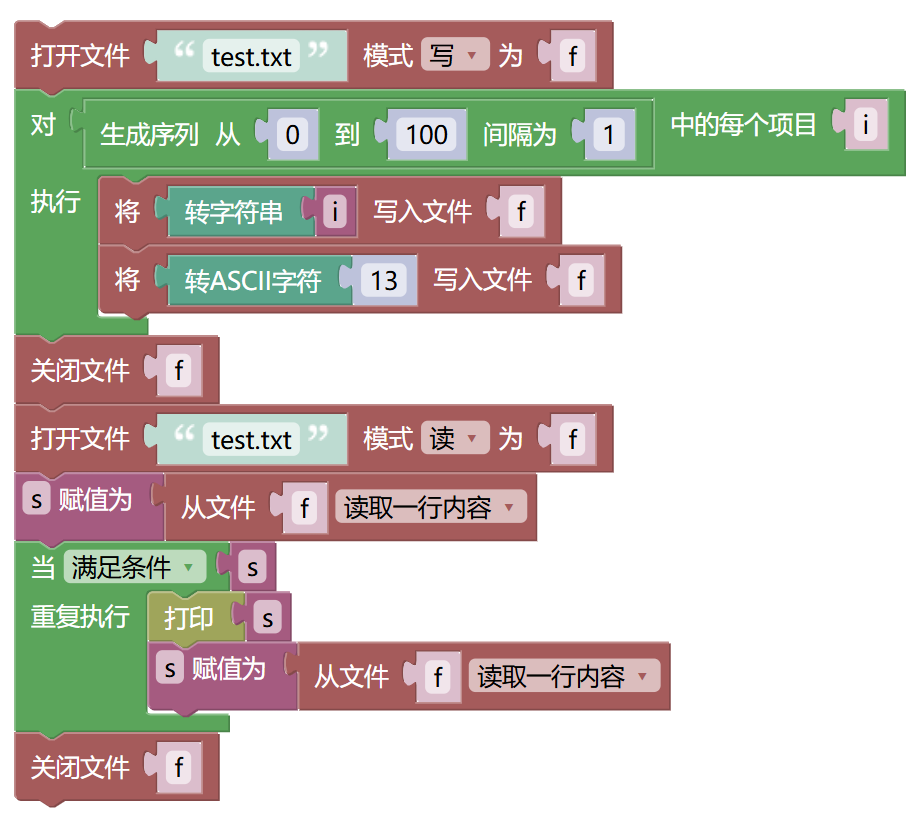 打开文件 “ test.txt ” 模式 写 为 f
对 生成序列 从 0 到 100 间隔为 1 中的每个项目 i
执行 将 转字符串 i 写入文件 f
将 转ASCII字符 13 写入文件 f
关闭文件 f
打开文件 “ test.txt ” 模式 读 为 f
s 赋值为 从文件 f 读取一行内容
当 满足条件 s
重复执行 打印 s
s 赋值为 从文件 f 读取一行内容
关闭文件 f